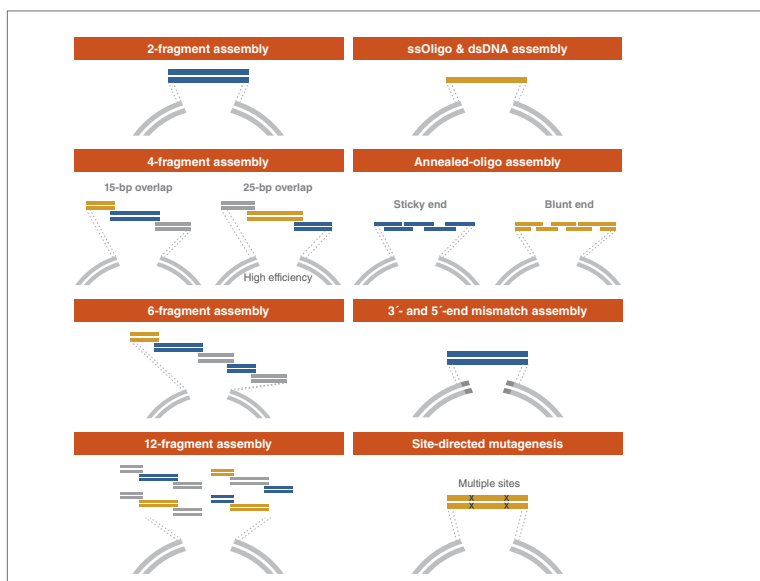 2-fragment assembly
ssOligo & dsDNA assembly
4-fragment assembly
Annealed-oligo assembly
15-bp overlap
25-bp overlap
Sticky end
Blunt end
High efficiency
6-fragment assembly
3´- and 5´-end mismatch assembly
12-fragment assembly
Site-directed mutagenesis
Multiple sites
x x
x x